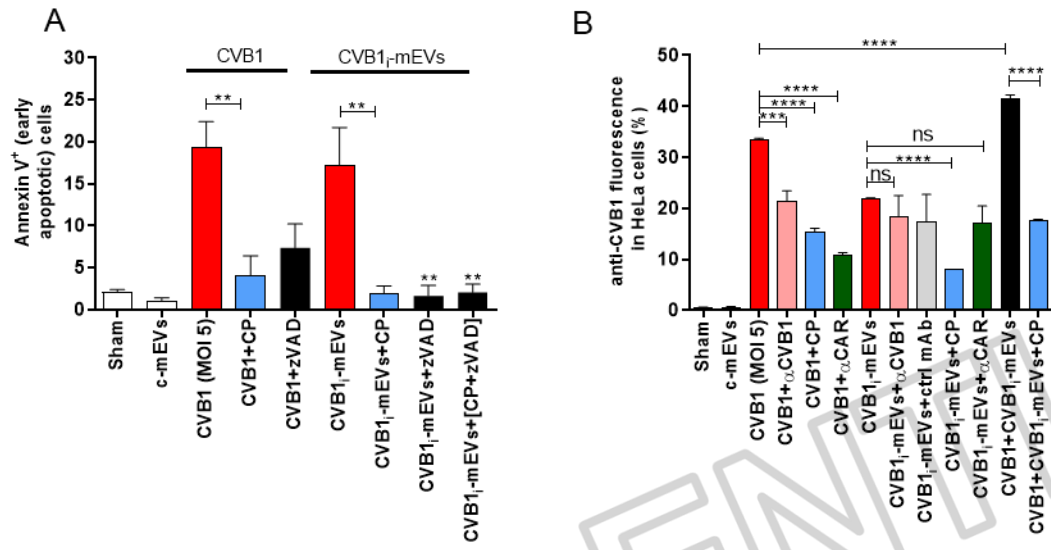 A
CVB1
CVB1i-mEVs
Annexin V+ (early
apoptotic) cells
30
25
20
15
10
5
0
**
**
**
**
Sham
c-mEVs
CVB1 (MOI 5)
CVB1+CP
CVB1+zVAD
CVB1i-mEVs
CVB1i-mEVs+CP
CVB1i-mEVs+zVAD
CVB1i-mEVs+[CP+zVAD]
B
anti-CVB1 fluorescence
in HeLa cells (%)
50
40
30
20
10
0
****
****
****
****
***
ns
****
ns
Sham
c-mEVs
CVB1 (MOI 5)
CVB1+αCVB1
CVB1+CP
CVB1+αCAR
CVB1i-mEVs
CVB1i-mEVs+αCVB1
CVB1i-mEVs+ctrl mAb
CVB1i-mEVs+CP
CVB1i-mEVs+αCAR
CVB1+CVB1i-mEVs
CVB1+CVB1i-mEVs+CP
ENTI